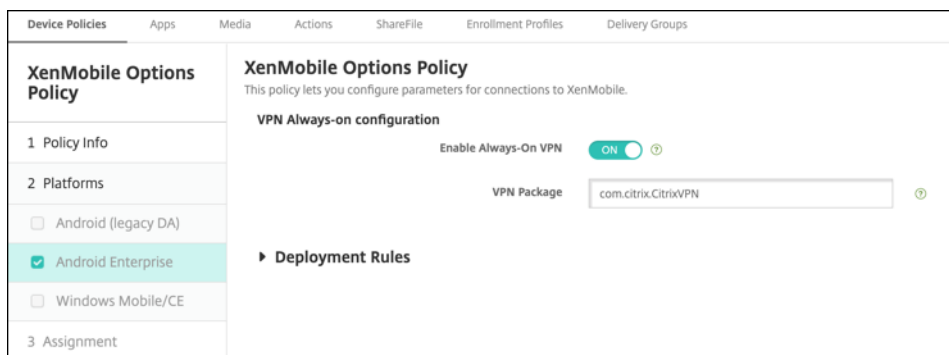 Device Policies Apps Media Actions ShareFile Enrollment Profiles Delivery Groups
XenMobile Options
Policy
1 Policy Info
2 Platforms
Android (legacy DA)
Android Enterprise
Windows Mobile/CE
3 Assignment
XenMobile Options Policy
This policy lets you configure parameters for connections to XenMobile.
VPN Always-on configuration
Enable Always-On VPN ON ?
VPN Package com.citrix.CitrixVPN ?
Deployment Rules